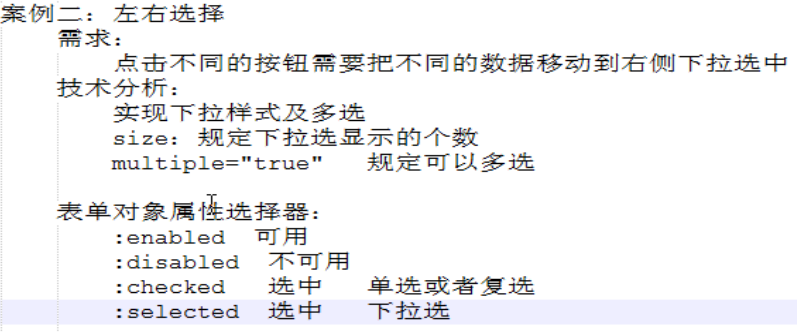 案例二：左右选择
需求：
点击不同的按钮需要把不同的数据移动到右侧下拉选中
技术分析：
实现下拉样式及多选
size：规定下拉选显示的个数
multiple="true" 规定可以多选
表单对象属性选择器：
:enabled 可用
:disabled 不可用
:checked 选中 单选或者复选
:selected 选中 下拉选